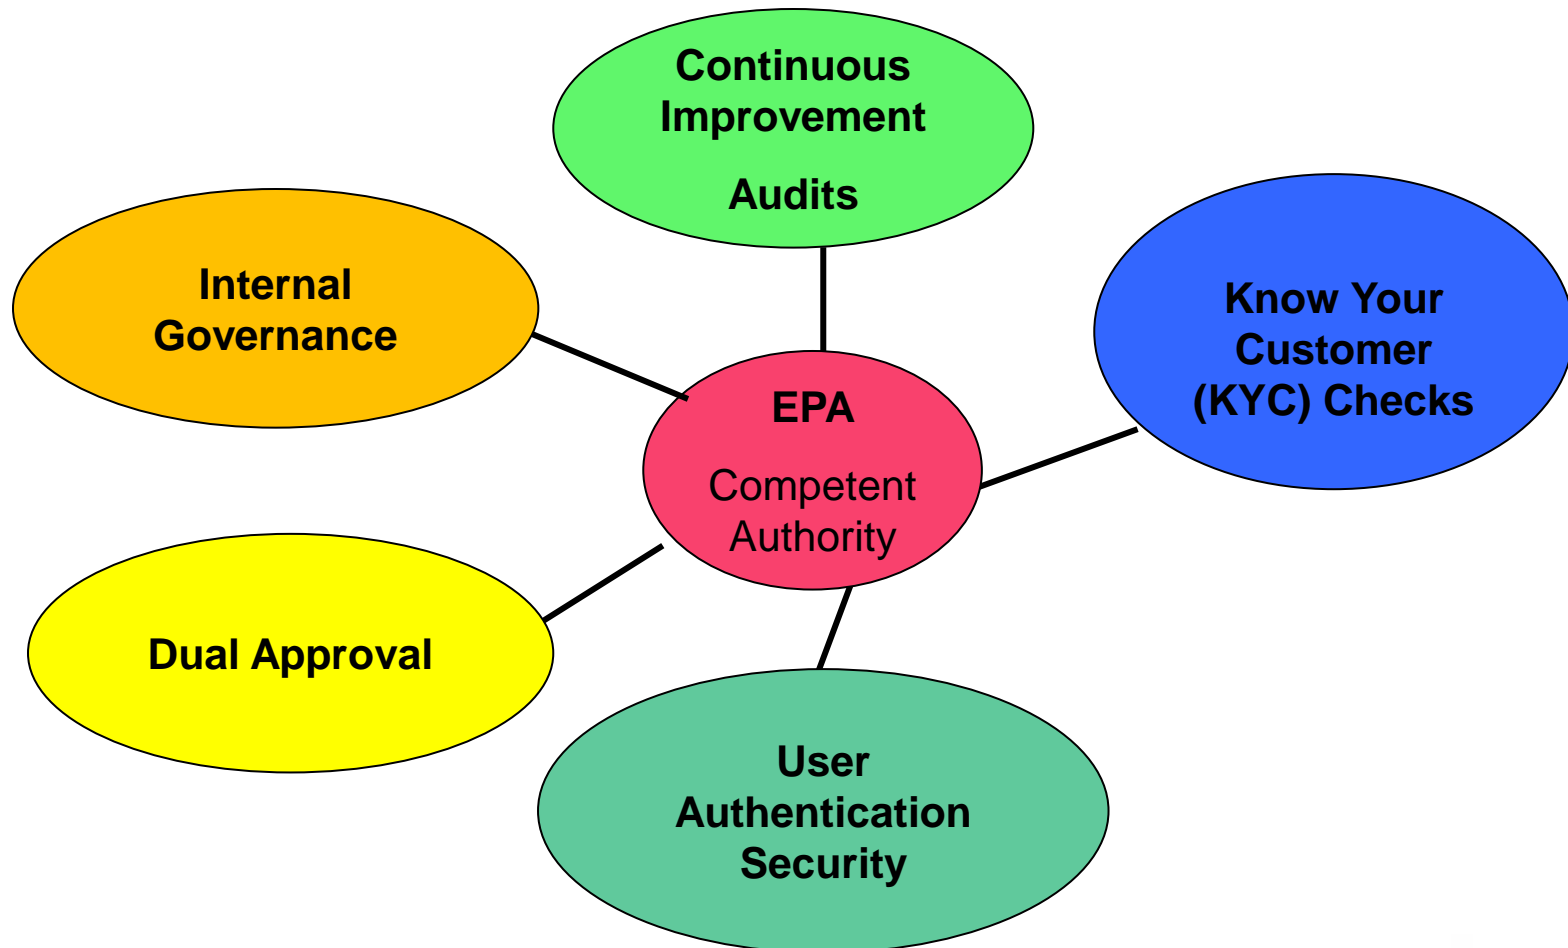 Continuous
Improvement
Audits
Internal
Governance
Know Your
Customer
(KYC) Checks
EPA
Competent
Authority
Dual Approval
User
Authentication
Security